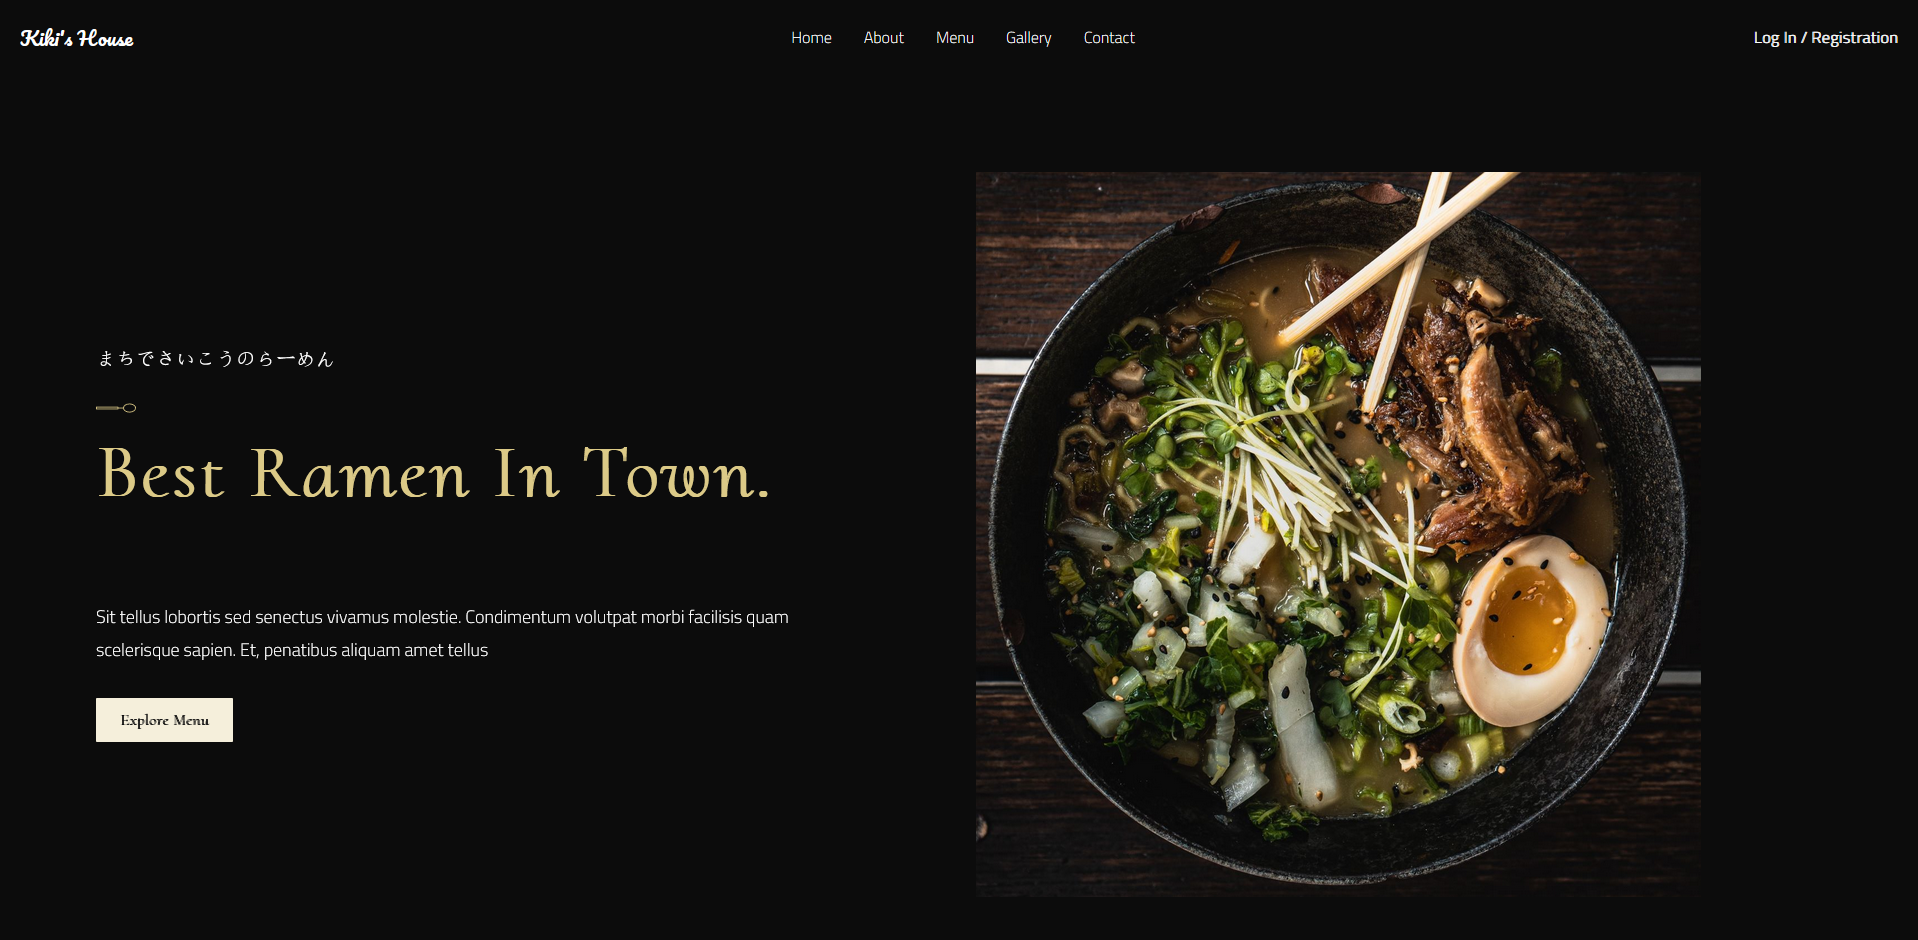 Kiki's House
Home About Menu Gallery Contact
Log In / Registration
まちでさいこうのらーめん
Best Ramen In Town.
Sit tellus lobortis sed senectus vivamus molestie. Condimentum volutpat morbi facilisis quam
scelerisque sapien. Et, penatibus aliquam amet tellus
Explore Menu